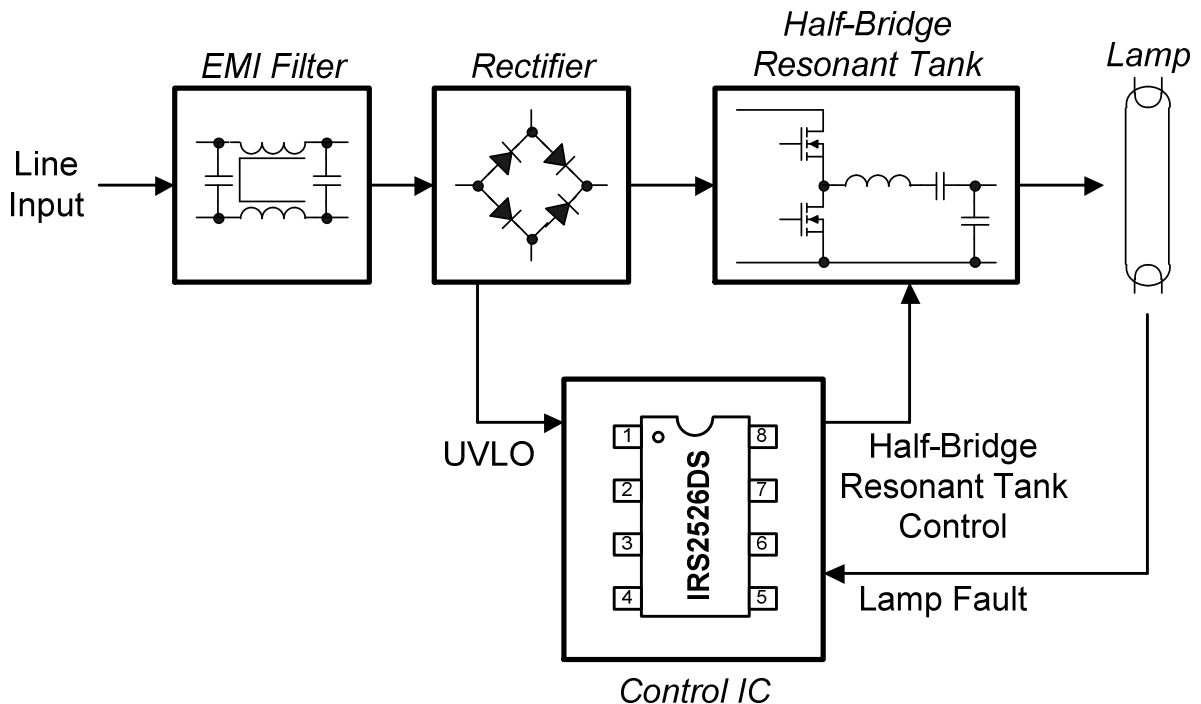 EMI Filter
Rectifier
Half-Bridge
Resonant Tank
Lamp
Line
Input
UVLO
1
2
3
4
IRS2526DS
8
7
6
5
Half-Bridge
Resonant Tank
Control
Lamp Fault
Control IC